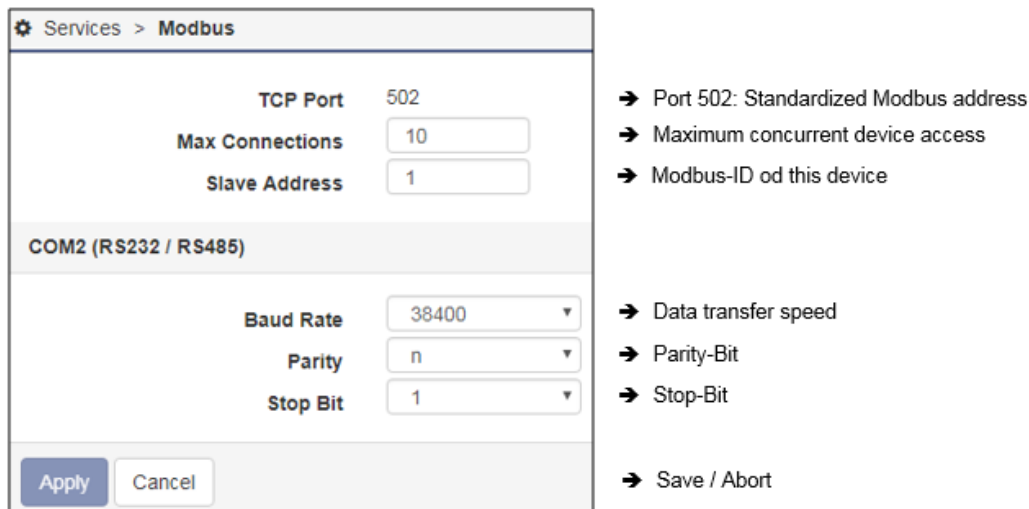 Services > Modbus
TCP Port 502 ➔ Port 502: Standardized Modbus address
Max Connections 10 ➔ Maximum concurrent device access
Slave Address 1 ➔ Modbus-ID od this device
COM2 (RS232 / RS485)
Baud Rate 38400 ➔ Data transfer speed
Parity n ➔ Parity-Bit
Stop Bit 1 ➔ Stop-Bit
Apply Cancel ➔ Save / Abort